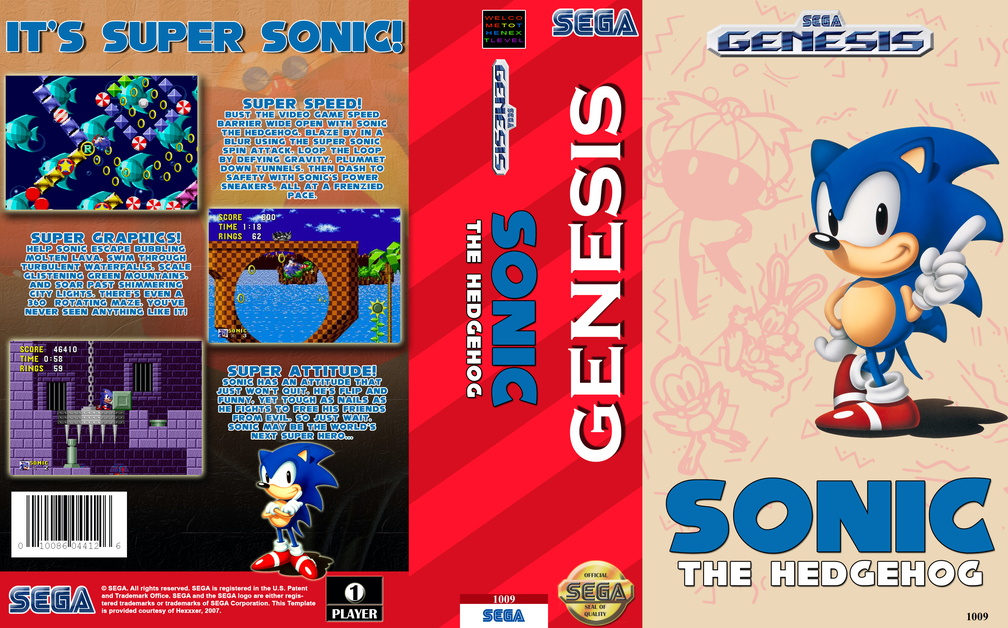 IT'S SUPER SONIC!
R
SUPER SPEED!
BUST THE VIDEO GAME SPEED
BARRIER WIDE OPEN WITH SONIC
THE HEDGEHOG. BLAZE BY IN A
BLUR USING THE SUPER SONIC
SPIN ATTACK. LOOP THE LOOP
BY DEFYING GRAVITY. PLUMMET
DOWN TUNNELS. THEN DASH TO
SAFETY WITH SONIC'S POWER
SNEAKERS. ALL AT A FRENZIED
PACE.
SUPER GRAPHICS!
HELP SONIC ESCAPE BUBBLING
MOLTEN LAVA. SWIM THROUGH
TURBULENT WATERFALLS. SCALE
GLISTENING GREEN MOUNTAINS
AND SOAR PAST SHIMMERING
CITY LIGHTS. THERE'S EVEN A
360 ROTATING MAZE. YOU'VE
NEVER SEEN ANYTHING LIKE IT!
SCORE 800
TIME 1:18
RINGS 62
SONIC
SCORE 46410
TIME 0:58
RINGS 59
SONIC
SUPER ATTITUDE!
SONIC HAS AN ATTITUDE THAT
JUST WON'T QUIT. HE'S FLIP AND
FUNNY, YET TOUGH AS NAILS AS
HE FIGHTS TO FREE HIS FRIENDS
FROM EVIL. SO JUST WAIT.
SONIC MAY BE THE WORLD'S
NEXT SUPER HERO...
0 10086 04412 6
SEGA
© SEGA. All rights reserved. SEGA is registered in the U.S. Patent
and Trademark Office. SEGA and the SEGA logo are either regis-
tered trademarks or trademarks of SEGA Corporation. This Template
is provided courtesy of Hexxxer, 2007.
1
PLAYER
WELCO
METOT
HENEX
TLEVEL
SEGA
SEGA
GENESIS
GENESIS
SONIC
THE HEDGEHOG
1009
SEGA
OFFICIAL
SEGA
SEAL OF
QUALITY
SEGA
GENESIS
SONIC
THE HEDGEHOG
1009